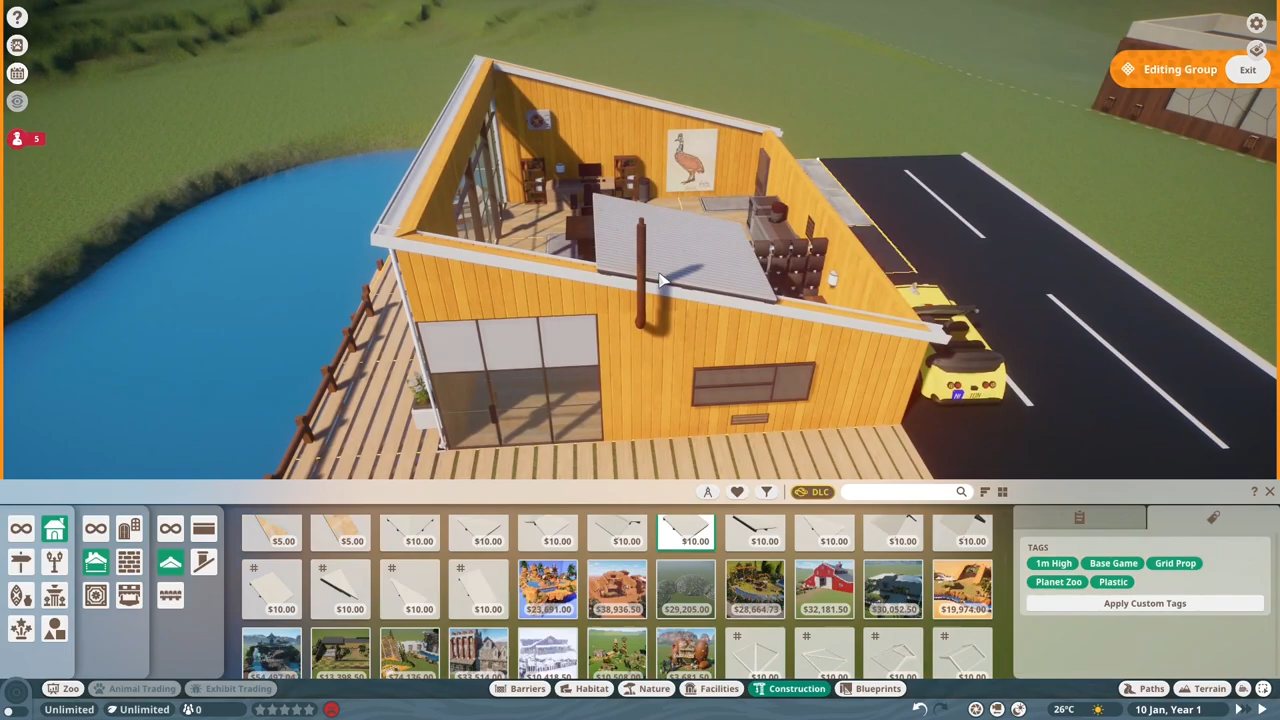 ?
Editing Group Exit
5
DLC
? ×
$5.00 $5.00 $10.00 $10.00 $10.00 $10.00 $10.00 $10.00 $10.00 $10.00 $10.00
TAGS
1m High Base Game Grid Prop
Planet Zoo Plastic
Apply Custom Tags
$10.00 $10.00 $10.00 $10.00 $23,691.00 $38,936.50 $29,205.00 $28,664.73 $32,181.50 $30,052.50 $19,974.00
Zoo Animal Trading Exhibit Trading Barriers Habitat Nature Facilities Construction Blueprints Paths Terrain
Unlimited Unlimited 0 26°C 10 Jan, Year 1